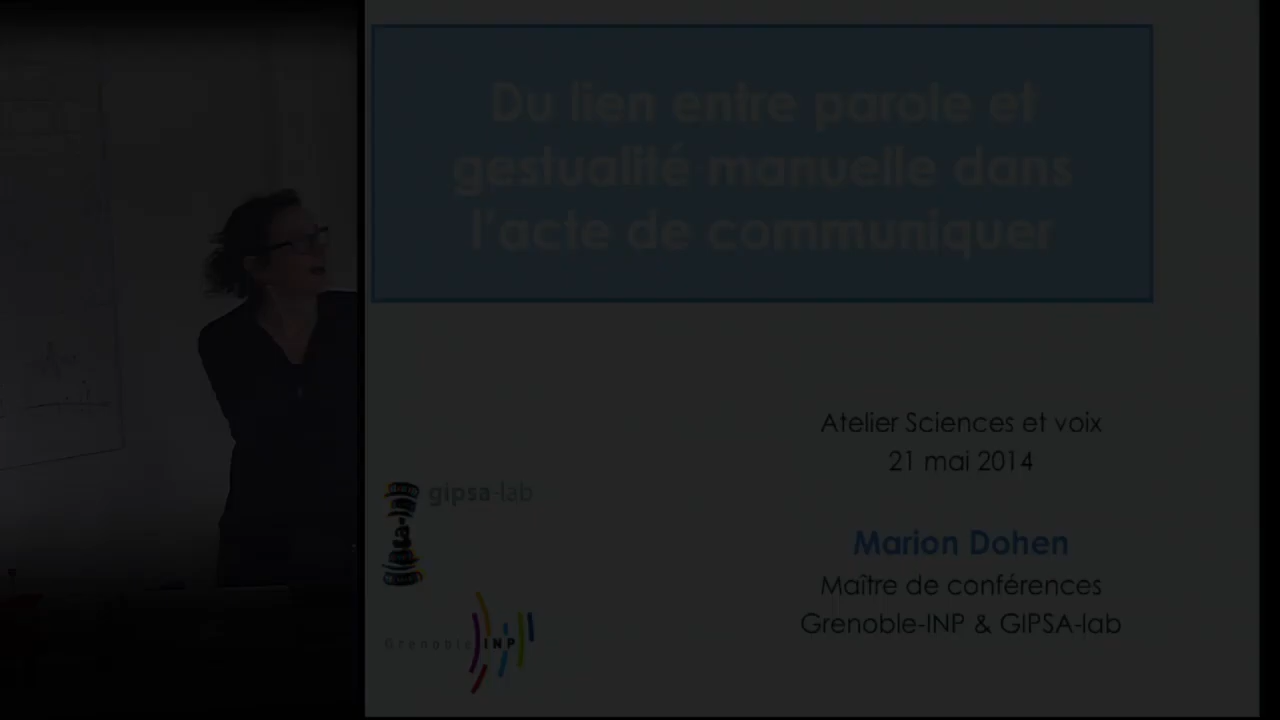 Du lien entre parole et
gestualité manuelle dans
l'acte de communiquer
Atelier Sciences et voix
21 mai 2014
gipsa-lab
Marion Dohen
Maître de conférences
Grenoble-INP & GIPSA-lab
Grenoble INP